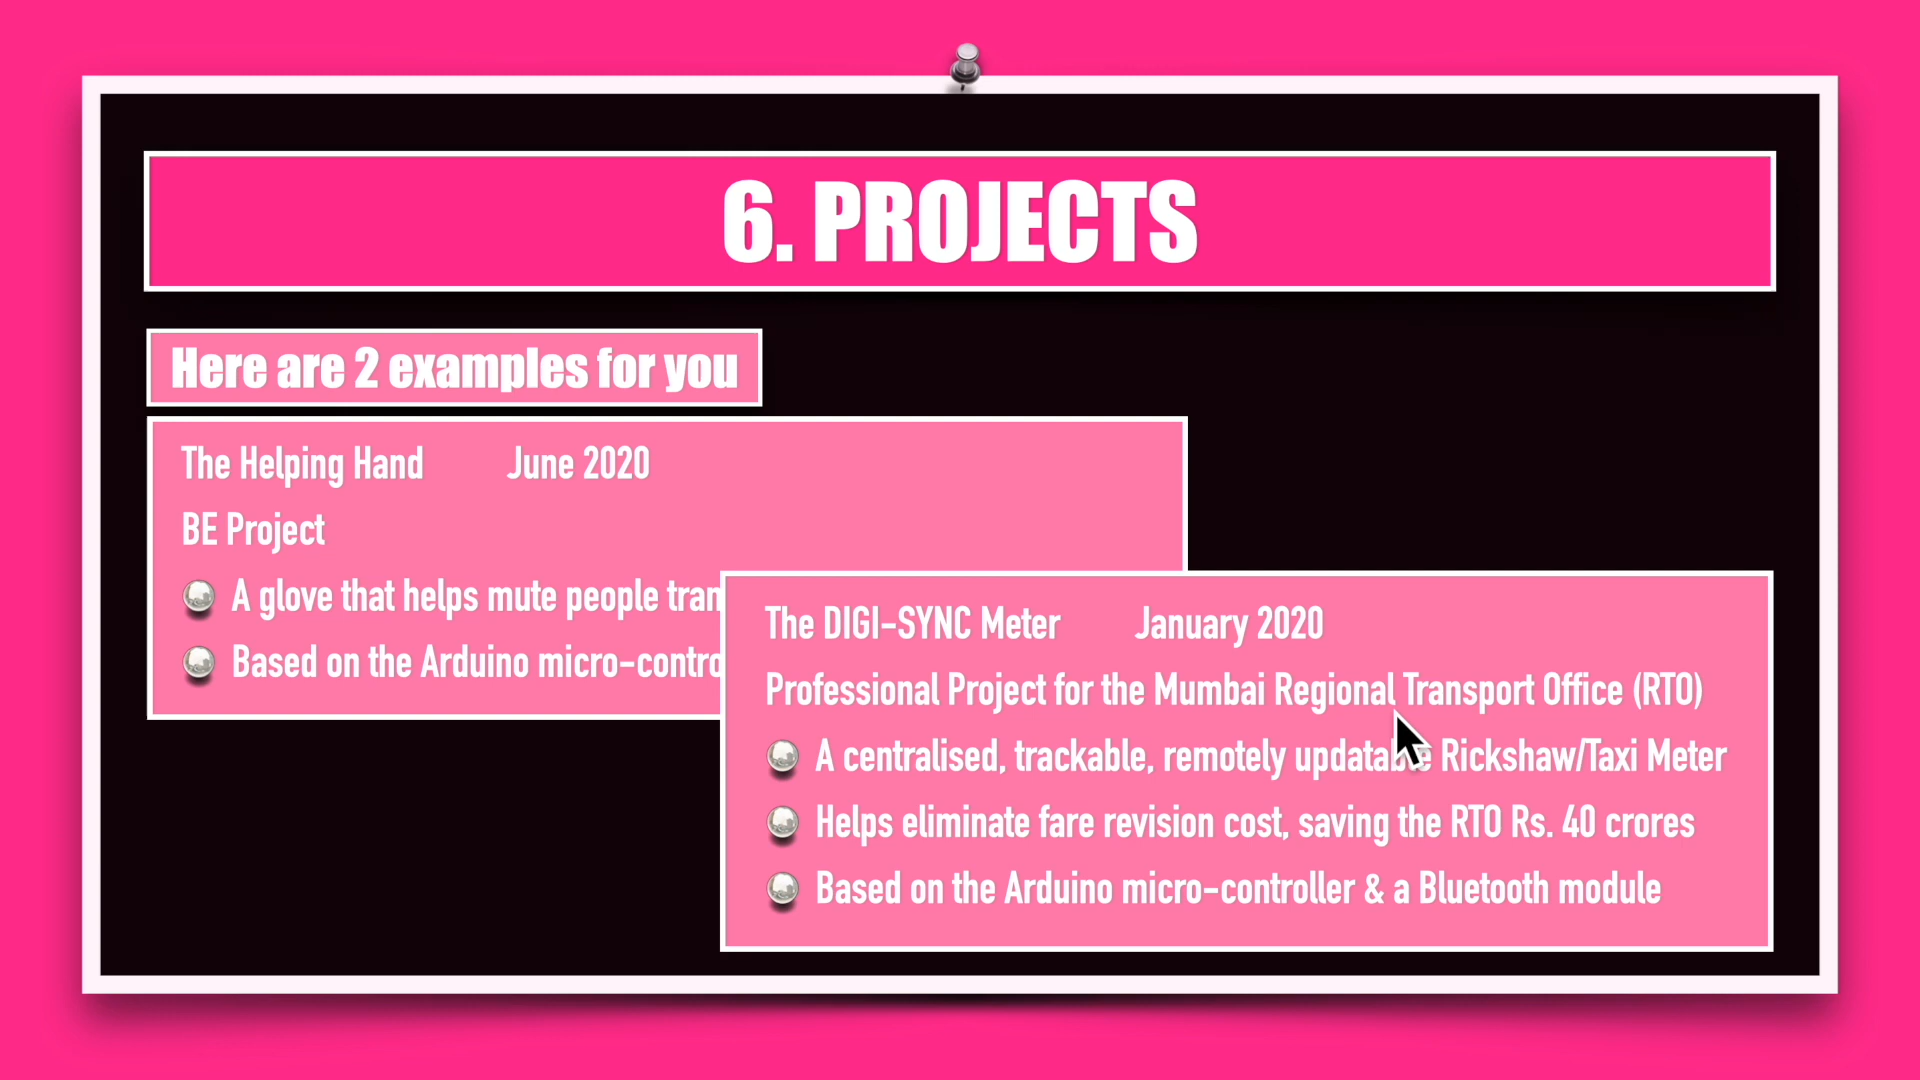 6. PROJECTS
Here are 2 examples for you
The Helping Hand June 2020
BE Project
A glove that helps mute people
Based on the Arduino
The DIGI-SYNC Meter January 2020
Professional Project for the Mumbai Regional Transport Office (RTO)
A centralised, trackable, remotely updatable Rickshaw/Taxi Meter
Helps eliminate fare revision cost, saving the RTO Rs. 40 crores
Based on the Arduino micro-controller & a Bluetooth module